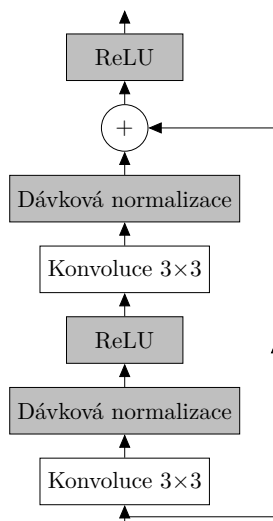 ReLU
+
Dávková normalizace
Konvoluce 3×3
ReLU
Dávková normalizace
Konvoluce 3×3